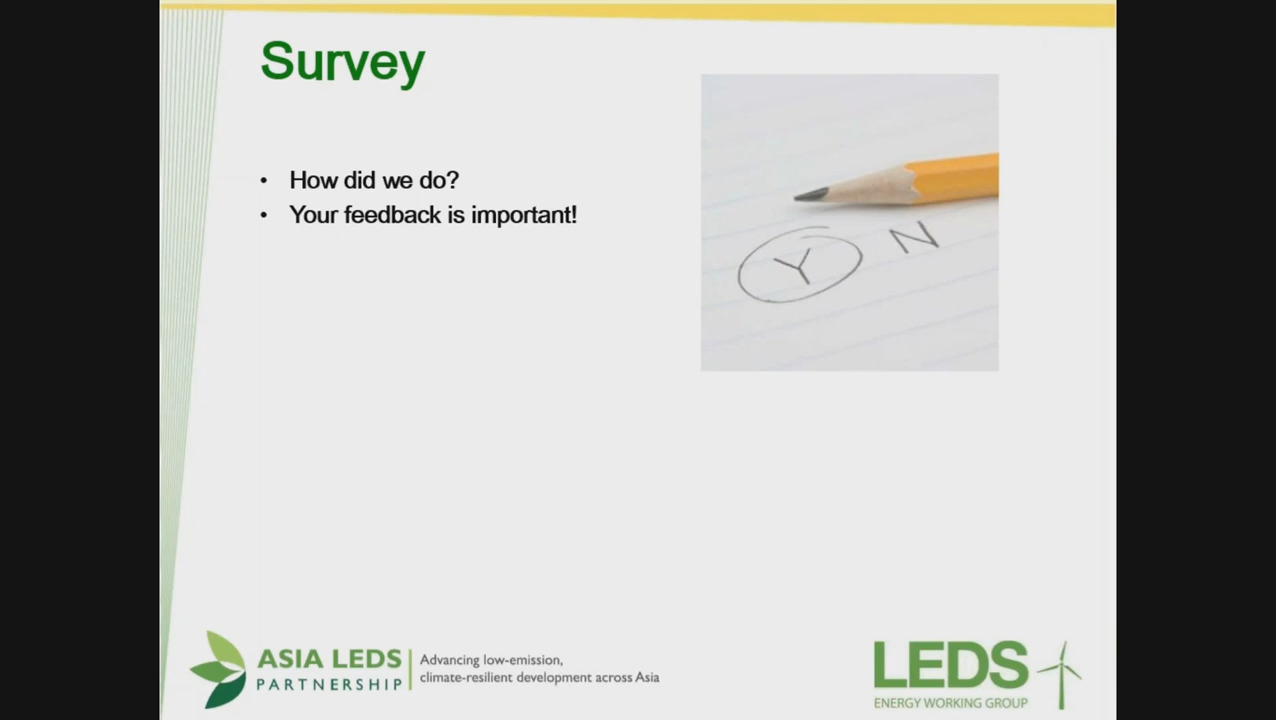 Survey
• How did we do?
• Your feedback is important!
Y N
ASIA LEDS
PARTNERSHIP
Advancing low-emission,
climate-resilient development across Asia
LEDS
ENERGY WORKING GROUP